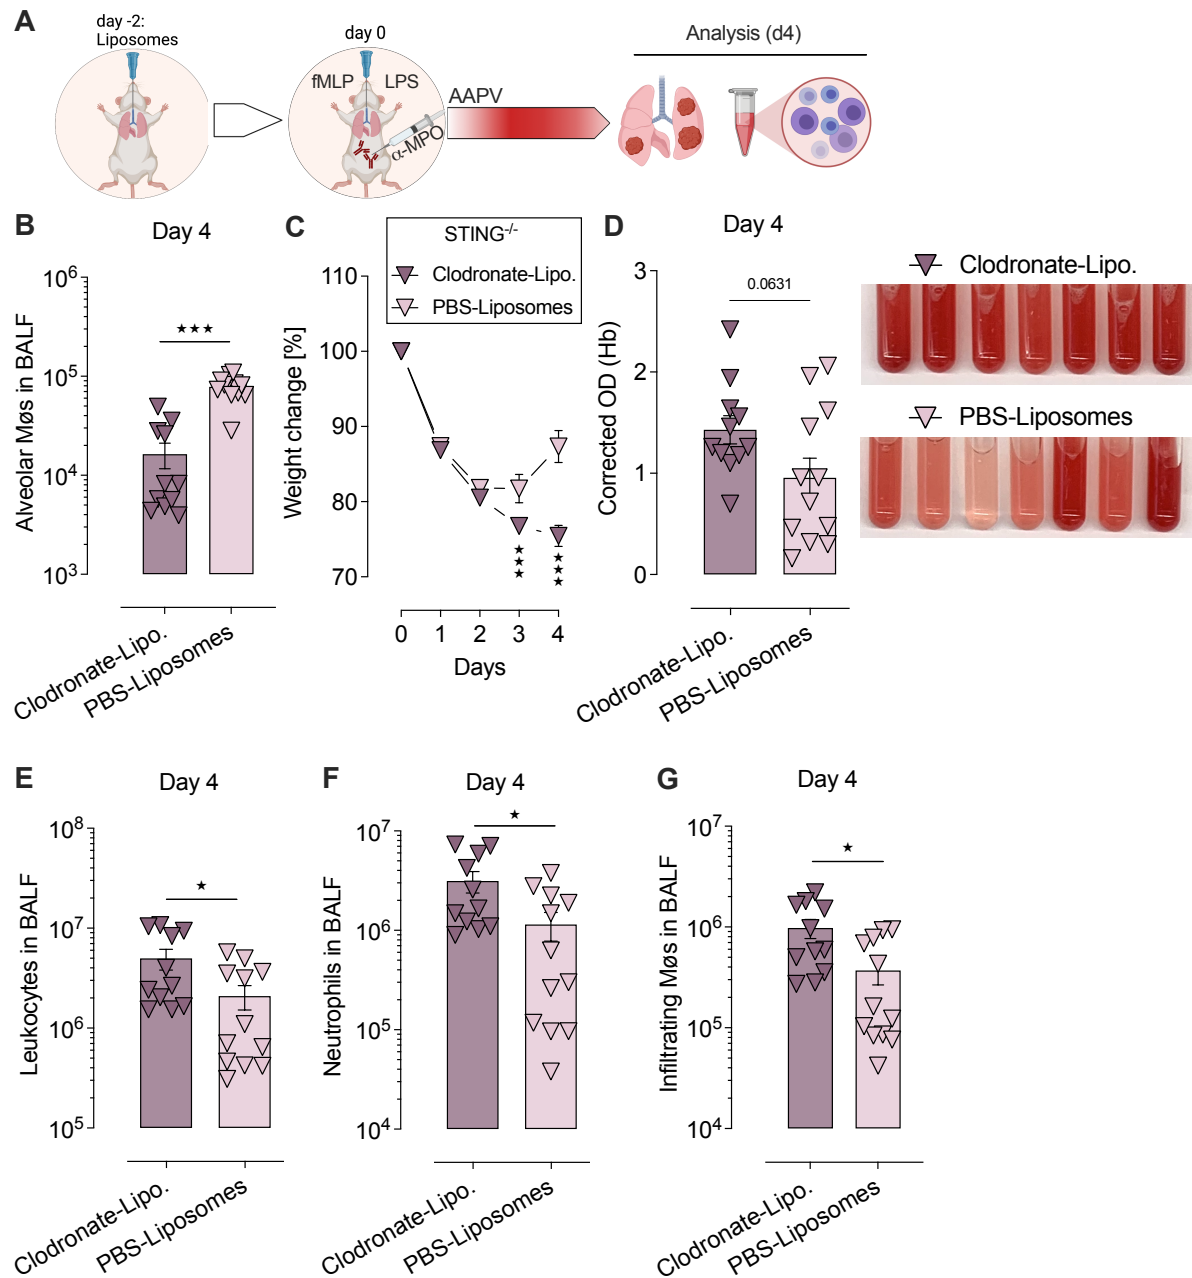 A
day -2:
Liposomes
day 0
fMLP LPS
α-MPO
AAPV
Analysis (d4)
B
Day 4
Alveolar Møs in BALF
10⁶
10⁵
10⁴
10³
★★★
Clodronate-Lipo.
PBS-Liposomes
C
STING⁻/⁻
Clodronate-Lipo.
PBS-Liposomes
Weight change [%]
110
100
90
80
70
★★★
★★★
0 1 2 3 4
Days
D
Day 4
Corrected OD (Hb)
3
2
1
0
0.0631
Clodronate-Lipo.
PBS-Liposomes
Clodronate-Lipo.
PBS-Liposomes
E
Day 4
Leukocytes in BALF
10⁸
10⁷
10⁶
10⁵
★
Clodronate-Lipo.
PBS-Liposomes
F
Day 4
Neutrophils in BALF
10⁷
10⁶
10⁵
10⁴
★
Clodronate-Lipo.
PBS-Liposomes
G
Day 4
Infiltrating Møs in BALF
10⁷
10⁶
10⁵
10⁴
★
Clodronate-Lipo.
PBS-Liposomes